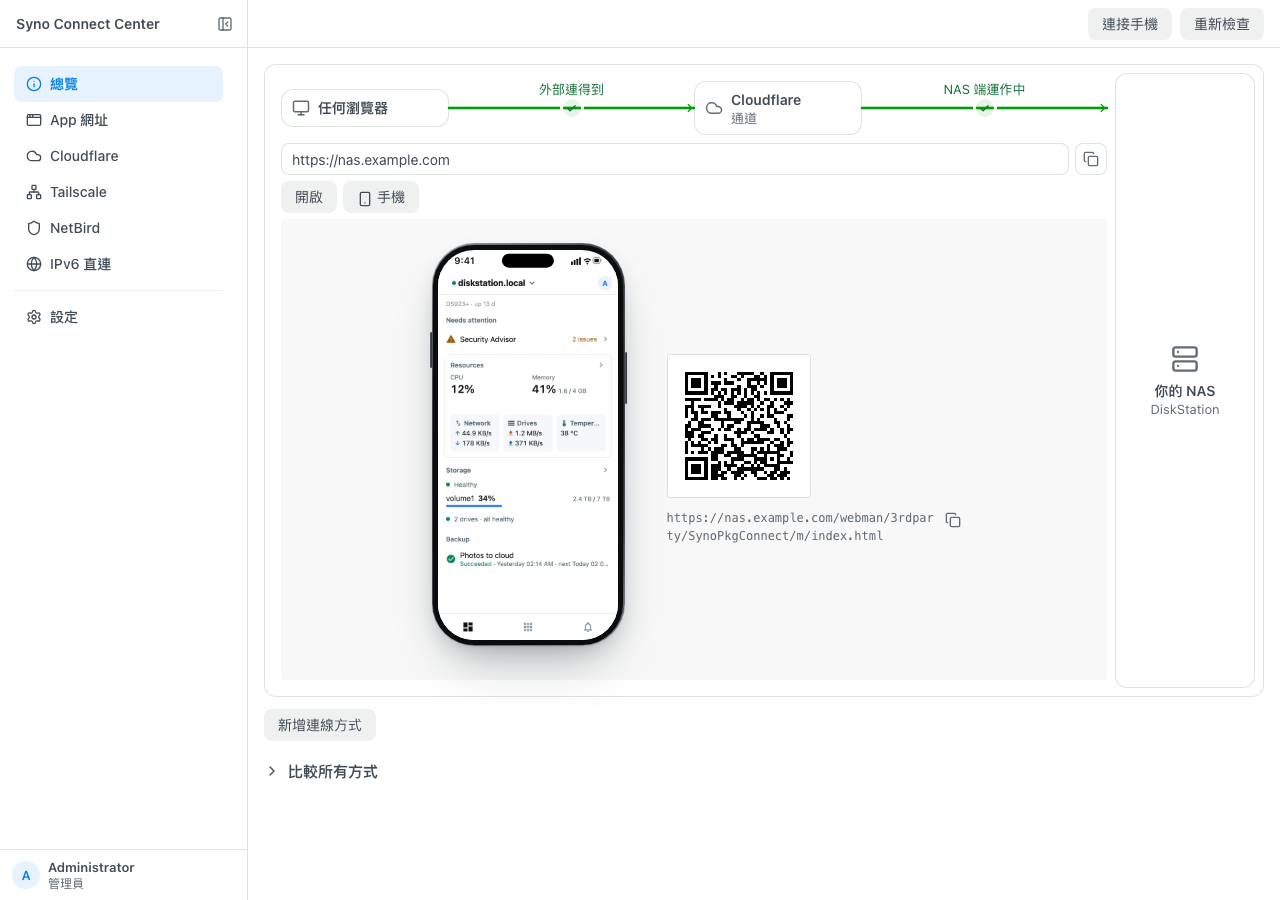 Syno Connect Center
連接手機
重新檢查
總覽
App 網址
Cloudflare
Tailscale
NetBird
IPv6 直連
設定
任何瀏覽器
外部連得到
Cloudflare
通道
NAS 端運作中
https://nas.example.com
開啟
手機
9:41
diskstation.local
A
DS923+ · up 13 d
Needs attention
Security Advisor
2 issues
Resources
CPU
Memory
12%
41% 1.6 / 4 GB
Network
Drives
Temper...
44.9 KB/s
1.2 MB/s
38 °C
178 KB/s
371 KB/s
Storage
Healthy
volume1 34%
2.4 TB / 7 TB
2 drives · all healthy
Backup
Photos to cloud
Succeeded · Yesterday 02:14 AM · next Today 02:0...
https://nas.example.com/webman/3rdpar
ty/SynoPkgConnect/m/index.html
你的 NAS
DiskStation
新增連線方式
比較所有方式
A
Administrator
管理員